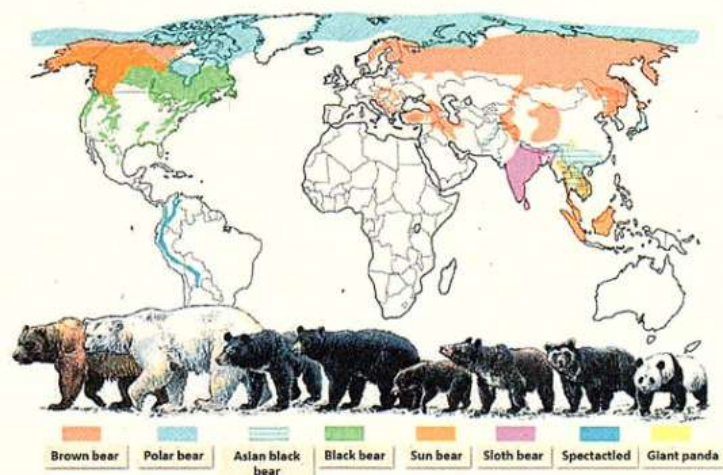 Brown bear
Polar bear
Asian black
bear
Black bear
Sun bear
Sloth bear
Spectactled
Giant panda